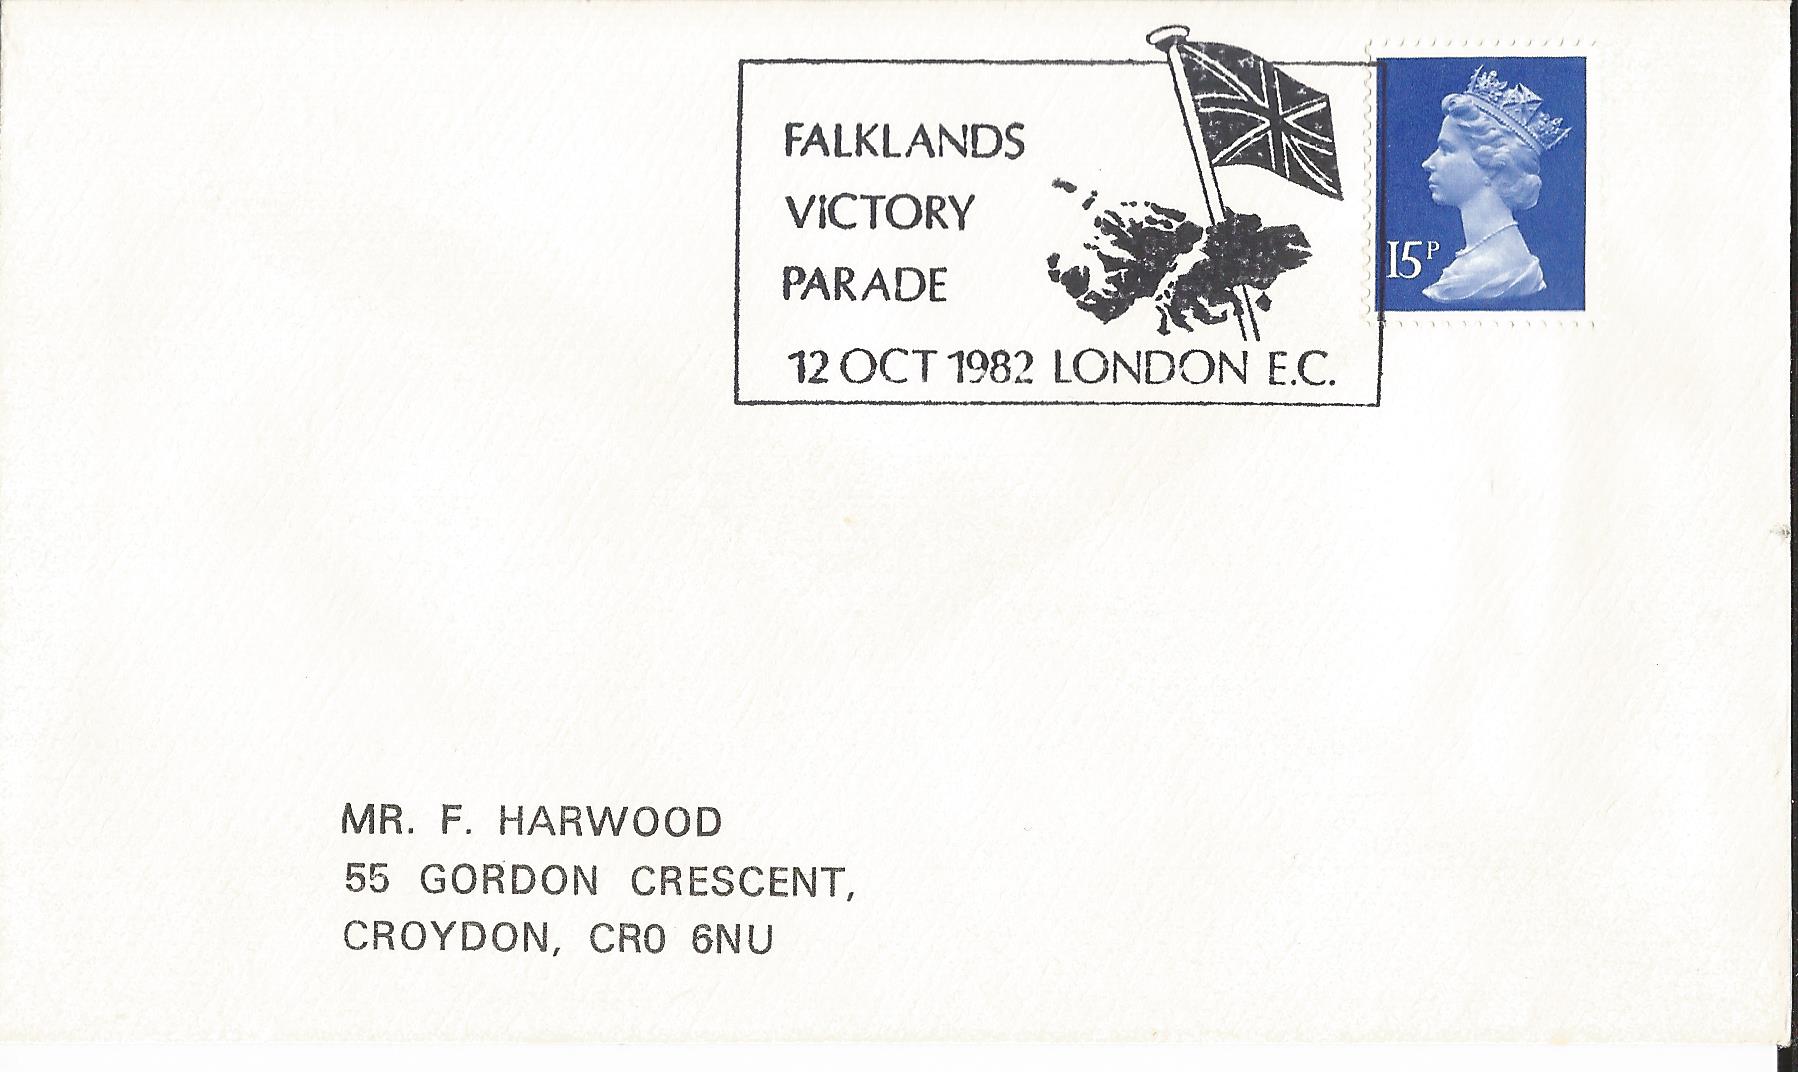 FALKLANDS
VICTORY
PARADE
12 OCT 1982 LONDON E.C.
15P
MR. F. HARWOOD
55 GORDON CRESCENT,
CROYDON, CR0 6NU